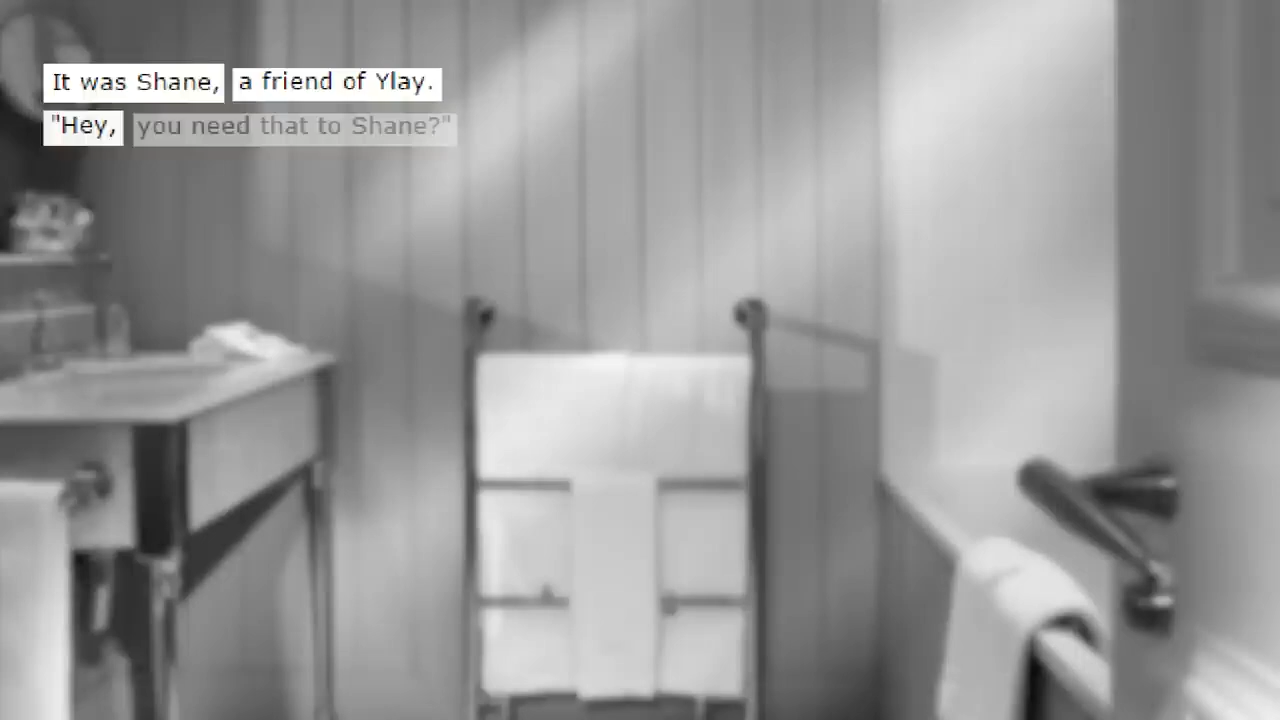 It was Shane, a friend of Ylay.
"Hey, you need that to Shane?"